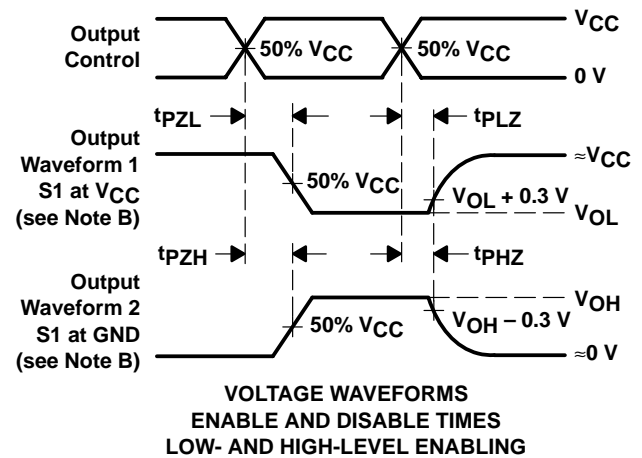 Output
Control
50% VCC
50% VCC
VCC
0 V
tPZL
tPLZ
Output
Waveform 1
S1 at VCC
(see Note B)
50% VCC
≈VCC
VOL + 0.3 V
VOL
tPZH
tPHZ
Output
Waveform 2
S1 at GND
(see Note B)
50% VCC
VOH
VOH – 0.3 V
≈0 V
VOLTAGE WAVEFORMS
ENABLE AND DISABLE TIMES
LOW- AND HIGH-LEVEL ENABLING